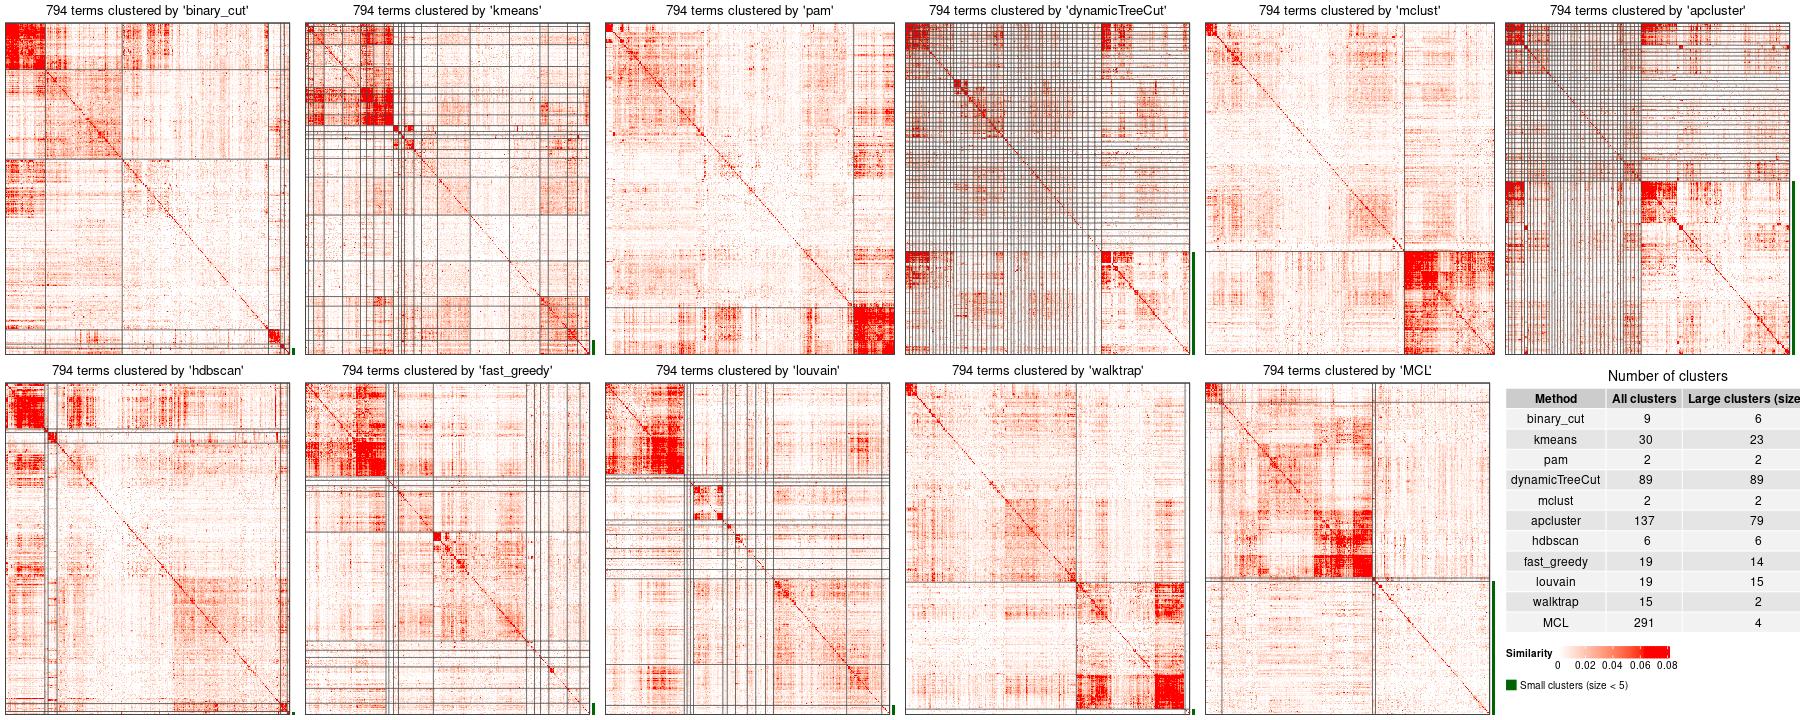 794 terms clustered by 'binary_cut'
794 terms clustered by 'kmeans'
794 terms clustered by 'pam'
794 terms clustered by 'dynamicTreeCut'
794 terms clustered by 'mclust'
794 terms clustered by 'apcluster'
794 terms clustered by 'hdbscan'
794 terms clustered by 'fast_greedy'
794 terms clustered by 'louvain'
794 terms clustered by 'walktrap'
794 terms clustered by 'MCL'
Number of clusters
Method All clusters Large clusters (size
binary_cut 9 6
kmeans 30 23
pam 2 2
dynamicTreeCut 89 89
mclust 2 2
apcluster 137 79
hdbscan 6 6
fast_greedy 19 14
louvain 19 15
walktrap 15 2
MCL 291 4
Similarity
0 0.02 0.04 0.06 0.08
Small clusters (size < 5)